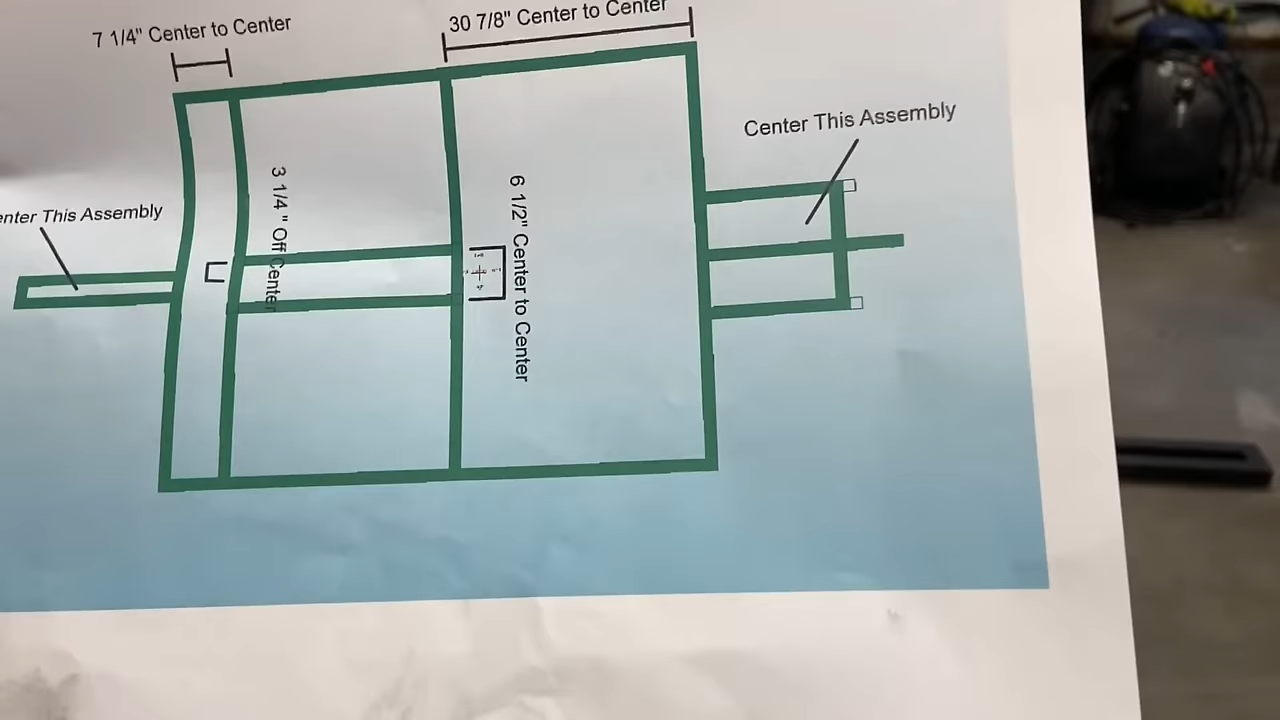 7 1/4" Center to Center
30 7/8" Center to Center
Center This Assembly
enter This Assembly
3 1/4 " Off Center
6 1/2" Center to Center